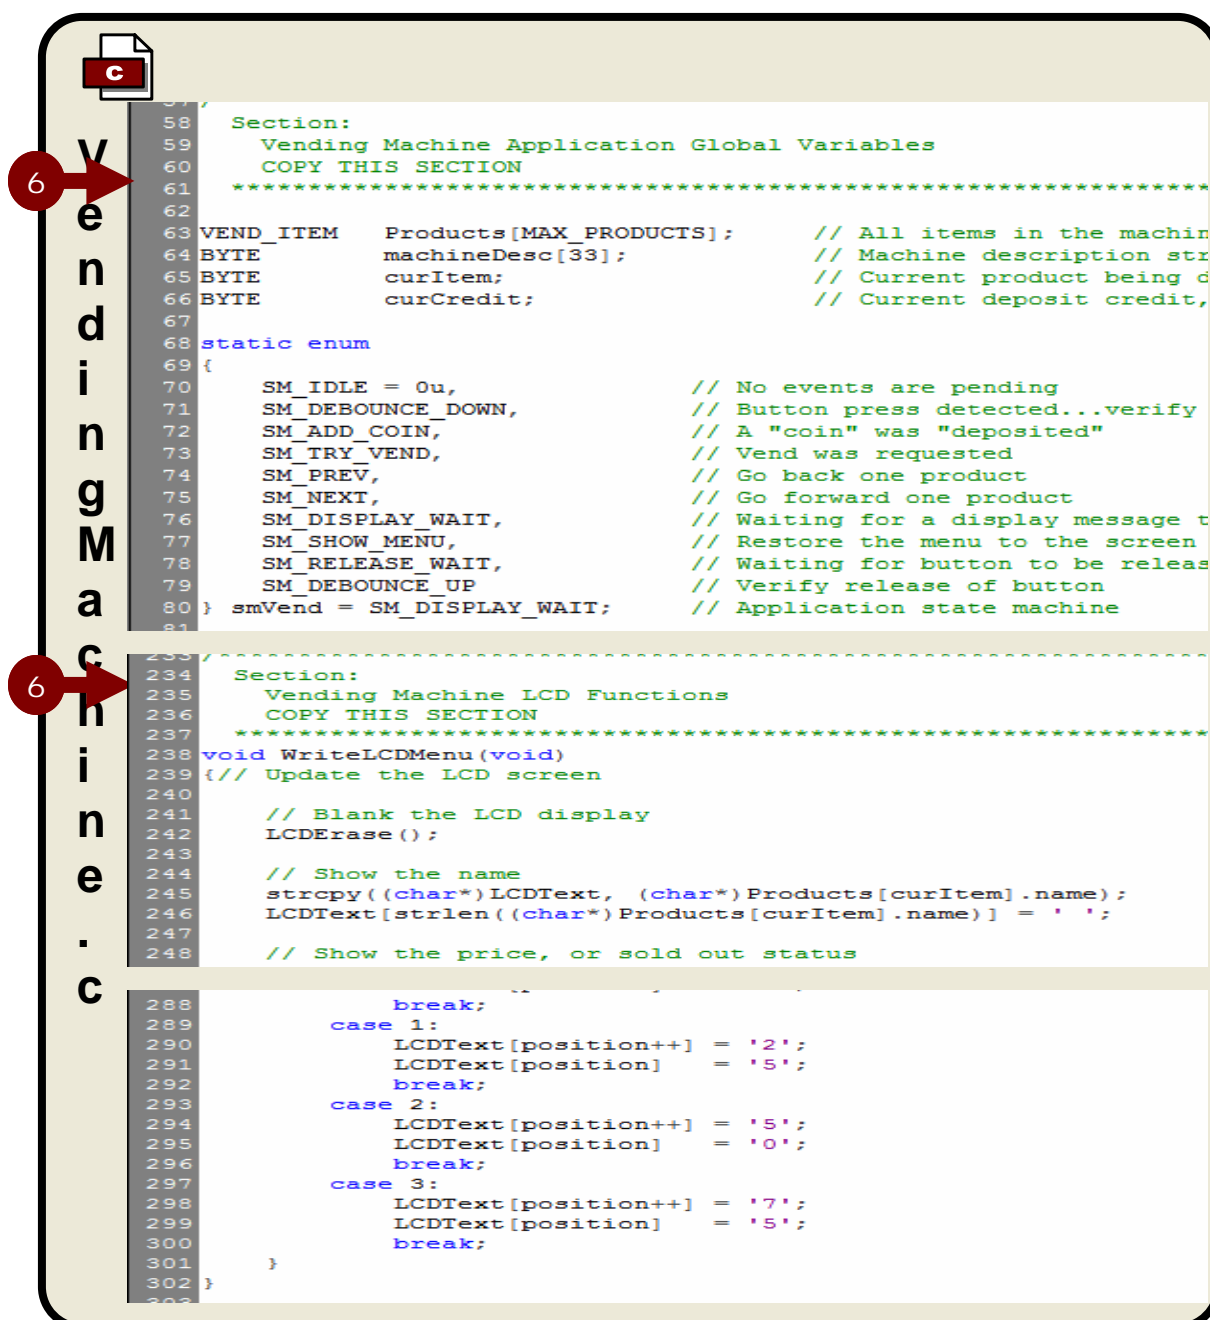 c
VendingMachine.c
6
58 Section:
59 Vending Machine Application Global Variables
60 COPY THIS SECTION
61 ****************************************************************
62
63 VEND_ITEM Products[MAX_PRODUCTS]; // All items in the machin
64 BYTE machineDesc[33]; // Machine description str
65 BYTE curItem; // Current product being d
66 BYTE curCredit; // Current deposit credit,
67
68 static enum
69 {
70 SM_IDLE = 0u, // No events are pending
71 SM_DEBOUNCE_DOWN, // Button press detected...verify
72 SM_ADD_COIN, // A "coin" was "deposited"
73 SM_TRY_VEND, // Vend was requested
74 SM_PREV, // Go back one product
75 SM_NEXT, // Go forward one product
76 SM_DISPLAY_WAIT, // Waiting for a display message t
77 SM_SHOW_MENU, // Restore the menu to the screen
78 SM_RELEASE_WAIT, // Waiting for button to be releas
79 SM_DEBOUNCE_UP // Verify release of button
80 } smVend = SM_DISPLAY_WAIT; // Application state machine
81
6
233 /****************************************************************
234 Section:
235 Vending Machine LCD Functions
236 COPY THIS SECTION
237 ****************************************************************
238 void WriteLCDMenu(void)
239 {// Update the LCD screen
240
241 // Blank the LCD display
242 LCDErase();
243
244 // Show the name
245 strcpy((char*)LCDText, (char*)Products[curItem].name);
246 LCDText[strlen((char*)Products[curItem].name)] = ' ';
247
248 // Show the price, or sold out status
288 break;
289 case 1:
290 LCDText[position++] = '2';
291 LCDText[position] = '5';
292 break;
293 case 2:
294 LCDText[position++] = '5';
295 LCDText[position] = '0';
296 break;
297 case 3:
298 LCDText[position++] = '7';
299 LCDText[position] = '5';
300 break;
301 }
302 }